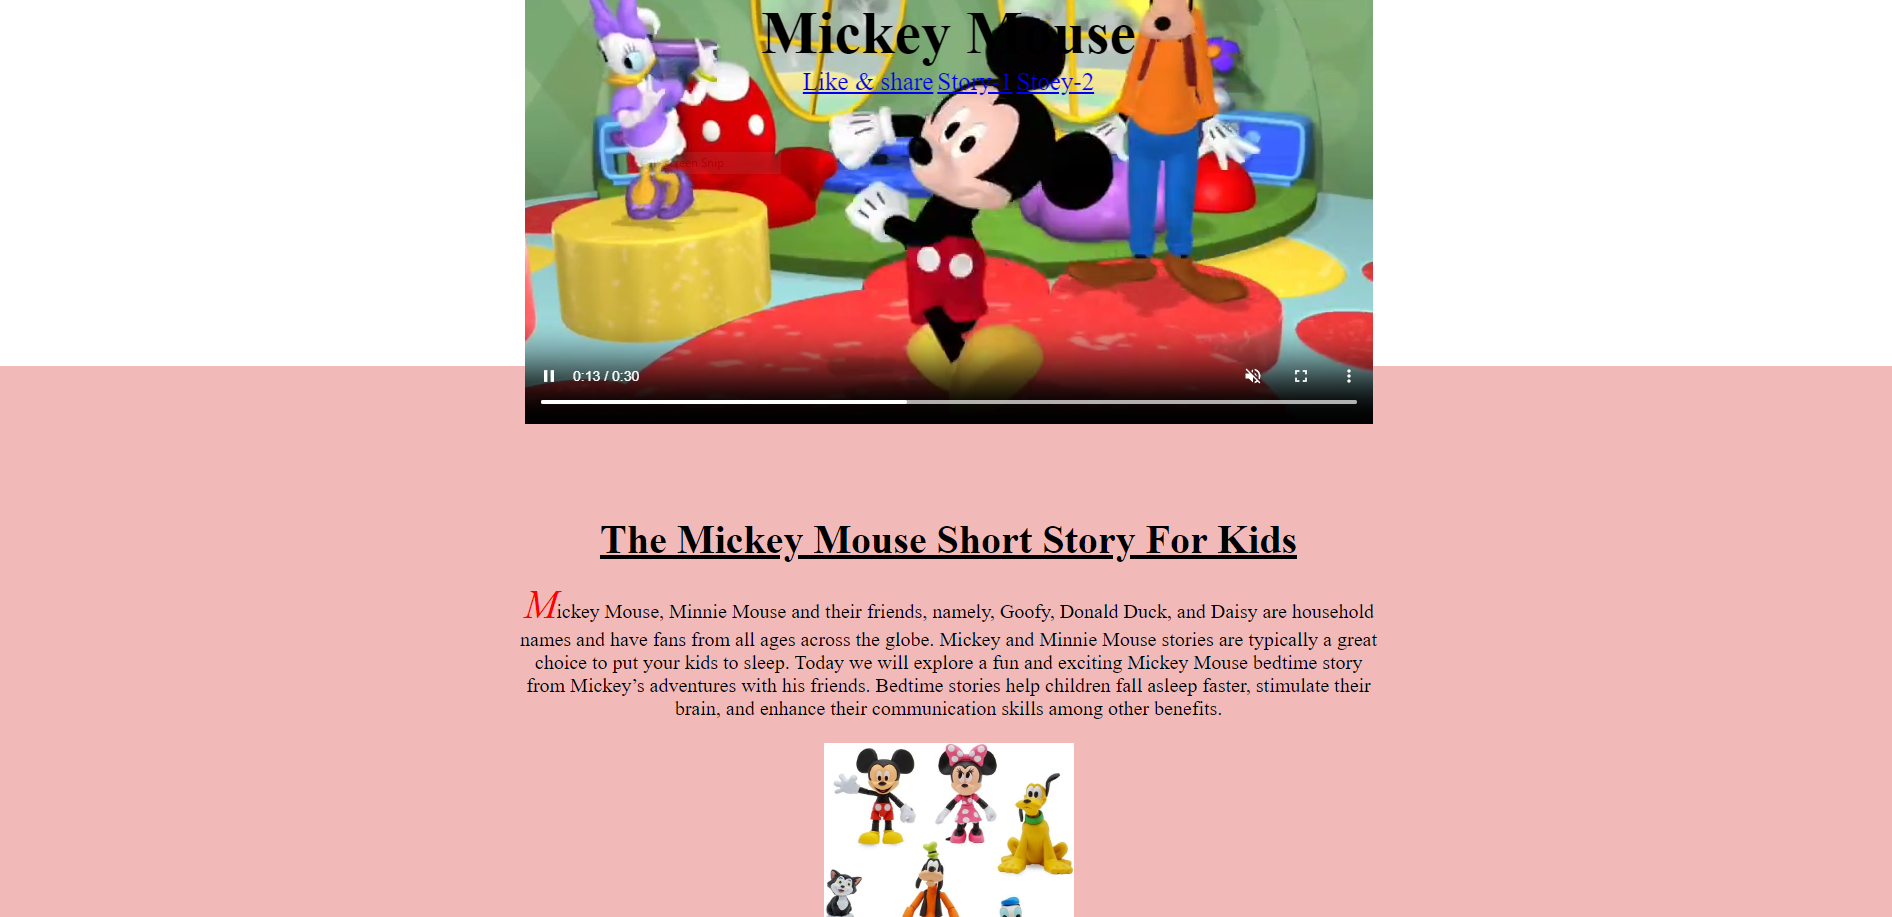 Mickey Mouse
Like & share Story-1 Stoey-2
Screen Snip
0:13 / 0:30
The Mickey Mouse Short Story For Kids
Mickey Mouse, Minnie Mouse and their friends, namely, Goofy, Donald Duck, and Daisy are household
names and have fans from all ages across the globe. Mickey and Minnie Mouse stories are typically a great
choice to put your kids to sleep. Today we will explore a fun and exciting Mickey Mouse bedtime story
from Mickey’s adventures with his friends. Bedtime stories help children fall asleep faster, stimulate their
brain, and enhance their communication skills among other benefits.